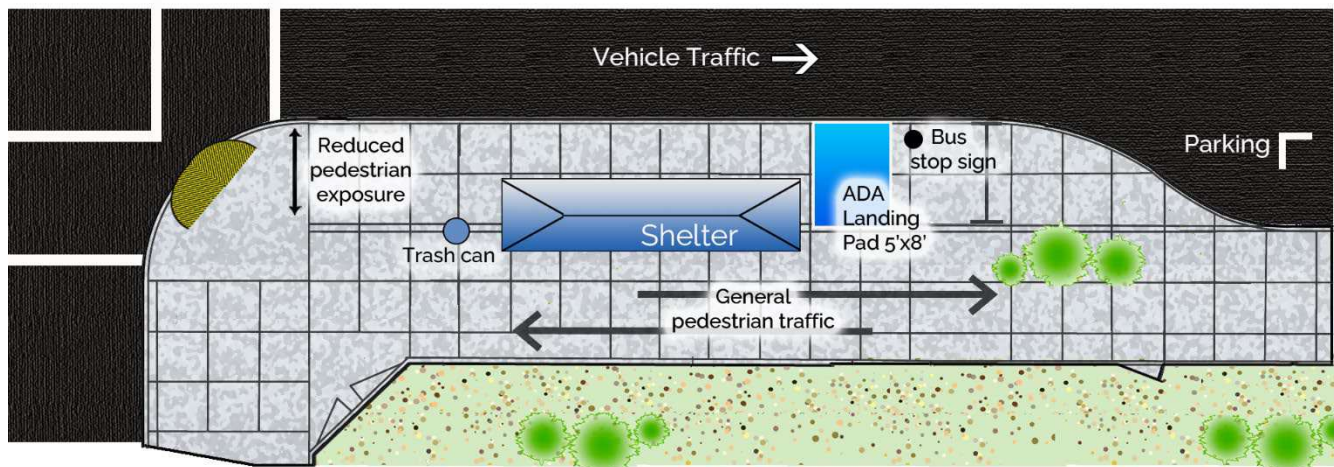 Vehicle Traffic
Reduced
pedestrian
exposure
Bus
stop sign
Parking
ADA
Landing
Pad 5'x8'
Shelter
Trash can
General
pedestrian traffic